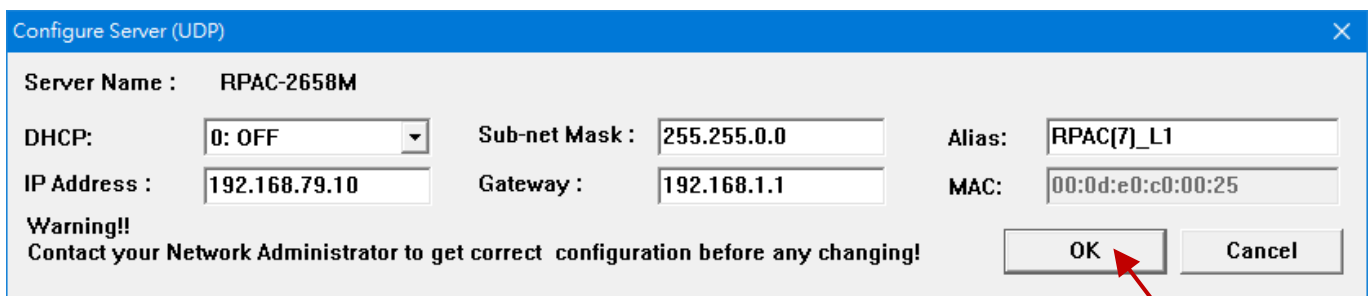 Configure Server (UDP)
Server Name : RPAC-2658M
DHCP: 0: OFF Sub-net Mask : 255.255.0.0 Alias: RPAC(7)_L1
IP Address : 192.168.79.10 Gateway : 192.168.1.1 MAC: 00:0d:e0:c0:00:25
Warning!!
Contact your Network Administrator to get correct configuration before any changing!
OK Cancel